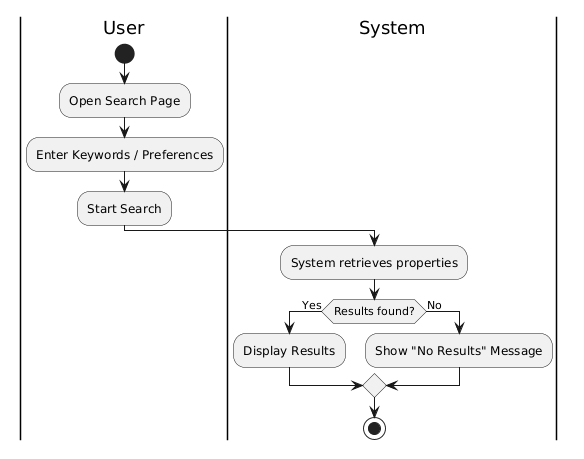 User
System
Open Search Page
Enter Keywords / Preferences
Start Search
System retrieves properties
Yes
Results found?
No
Display Results
Show "No Results" Message